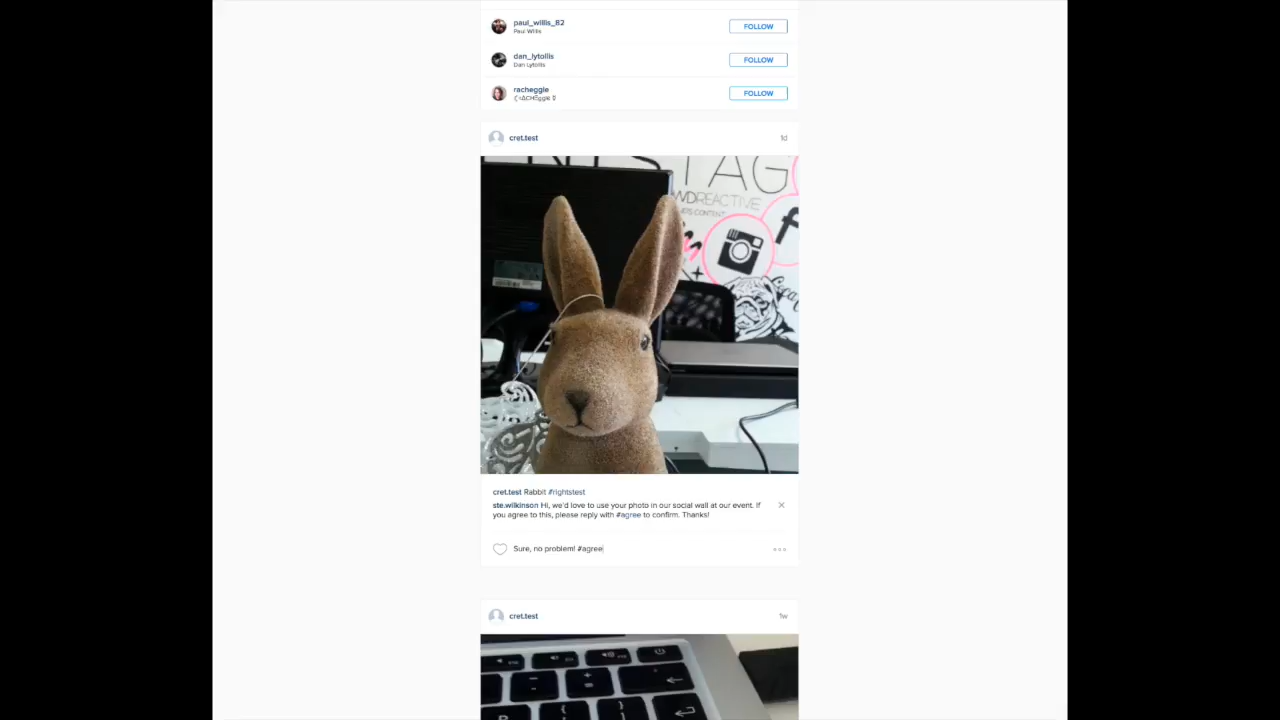 paul_willis_82
Paul Willis
FOLLOW
dan_lytollis
Dan Lytollis
FOLLOW
racheggie
FOLLOW
cret.test
1d
TAG
WDREACTIVE
cret.test Rabbit #rightstest
ste.wilkinson Hi, we'd love to use your photo in our social wall at our event. If
you agree to this, please reply with #agree to confirm. Thanks!
Sure, no problem! #agree
cret.test
1w